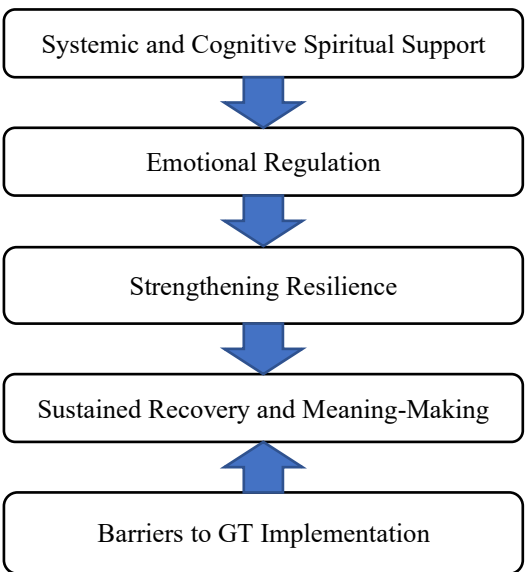 Systemic and Cognitive Spiritual Support
Emotional Regulation
Strengthening Resilience
Sustained Recovery and Meaning-Making
Barriers to GT Implementation